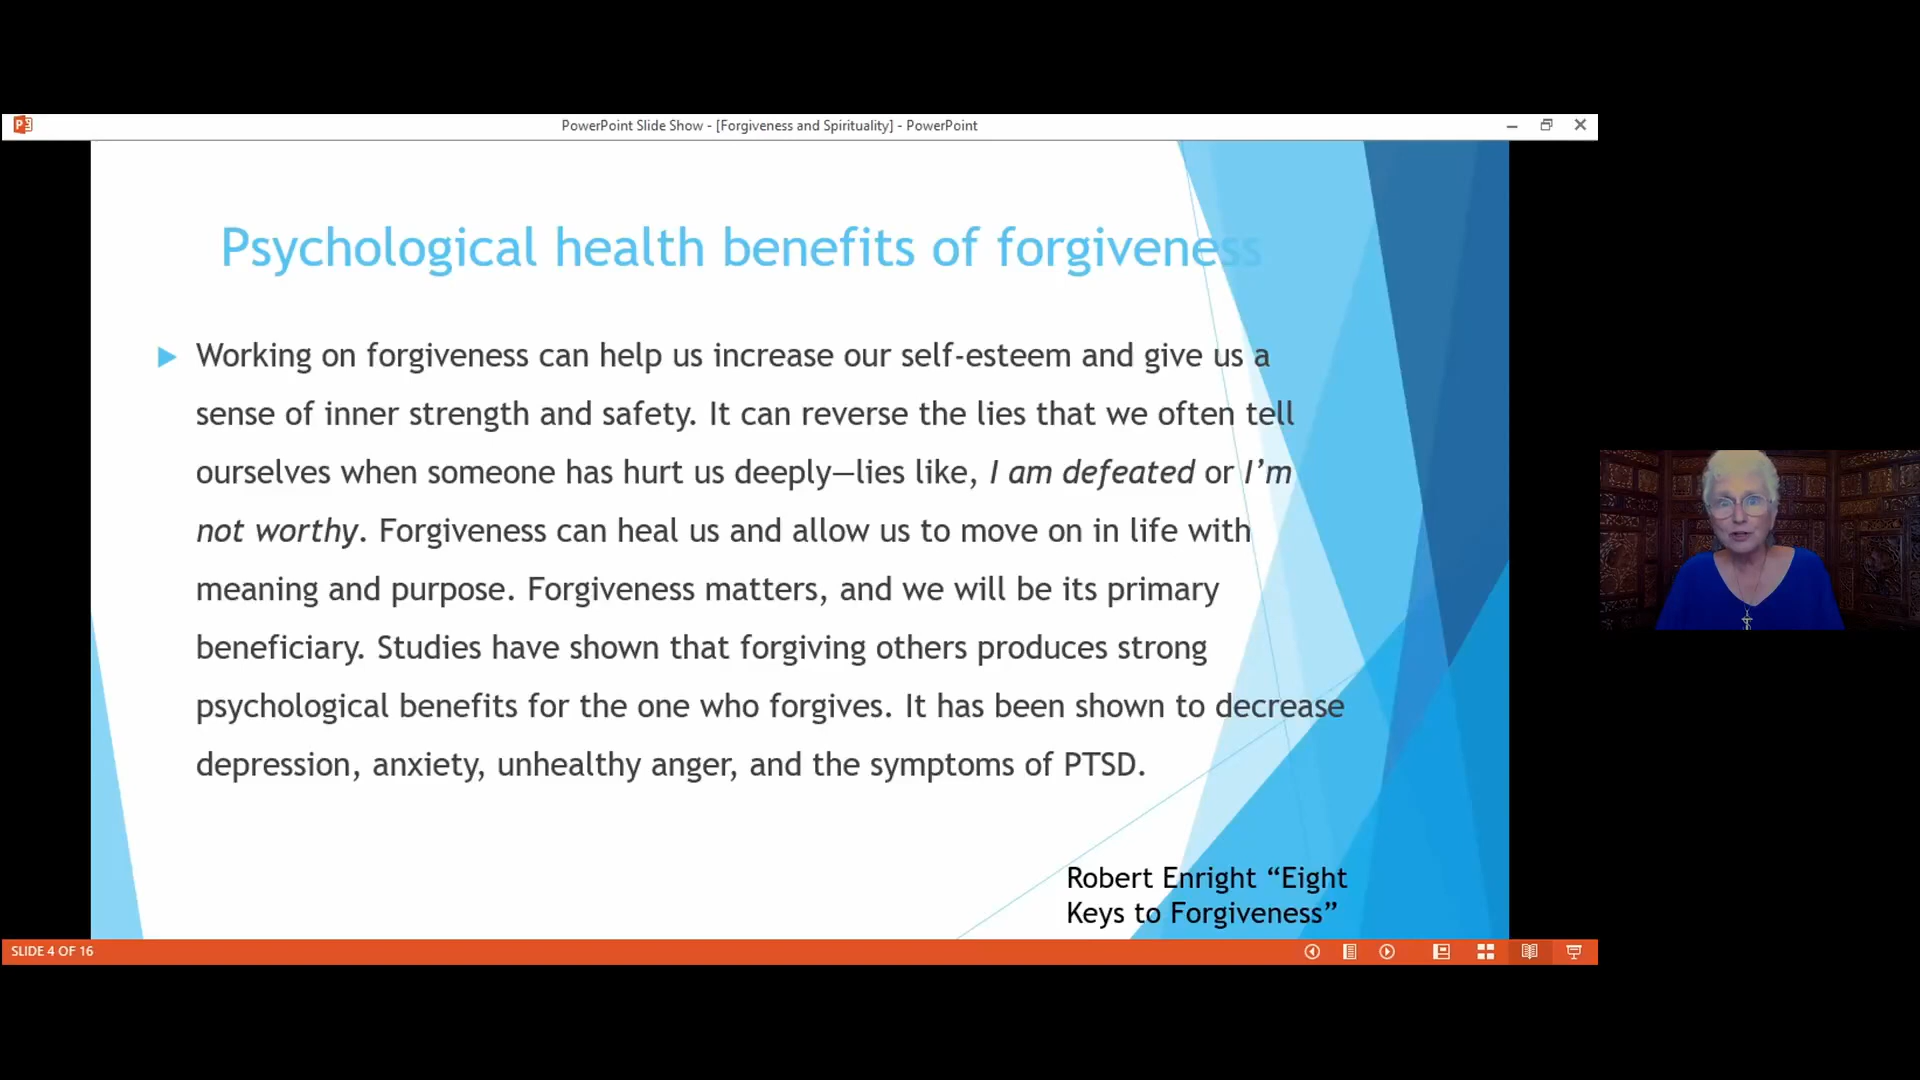 PowerPoint Slide Show - [Forgiveness and Spirituality] - PowerPoint
Psychological health benefits of forgiveness
Working on forgiveness can help us increase our self-esteem and give us a
sense of inner strength and safety. It can reverse the lies that we often tell
ourselves when someone has hurt us deeply—lies like, I am defeated or I’m
not worthy. Forgiveness can heal us and allow us to move on in life with
meaning and purpose. Forgiveness matters, and we will be its primary
beneficiary. Studies have shown that forgiving others produces strong
psychological benefits for the one who forgives. It has been shown to decrease
depression, anxiety, unhealthy anger, and the symptoms of PTSD.
Robert Enright “Eight
Keys to Forgiveness”
SLIDE 4 OF 16